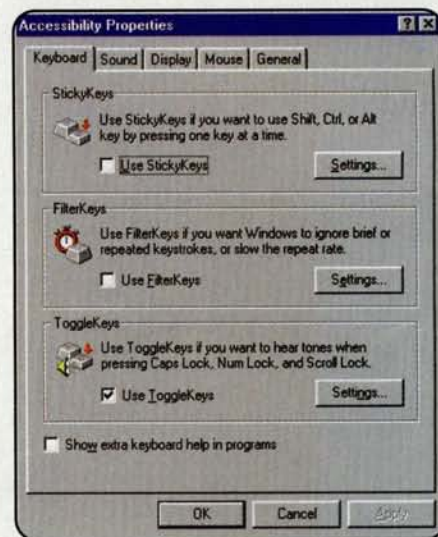 Accessibility Properties
Keyboard Sound Display Mouse General
StickyKeys
Use StickyKeys if you want to use Shift, Ctrl, or Alt
key by pressing one key at a time.
Use StickyKeys
Settings...
FilterKeys
Use FilterKeys if you want Windows to ignore brief or
repeated keystrokes, or slow the repeat rate.
Use FilterKeys
Settings...
ToggleKeys
Use ToggleKeys if you want to hear tones when
pressing Caps Lock, Num Lock, and Scroll Lock.
Use ToggleKeys
Settings...
Show extra keyboard help in programs
OK Cancel Apply